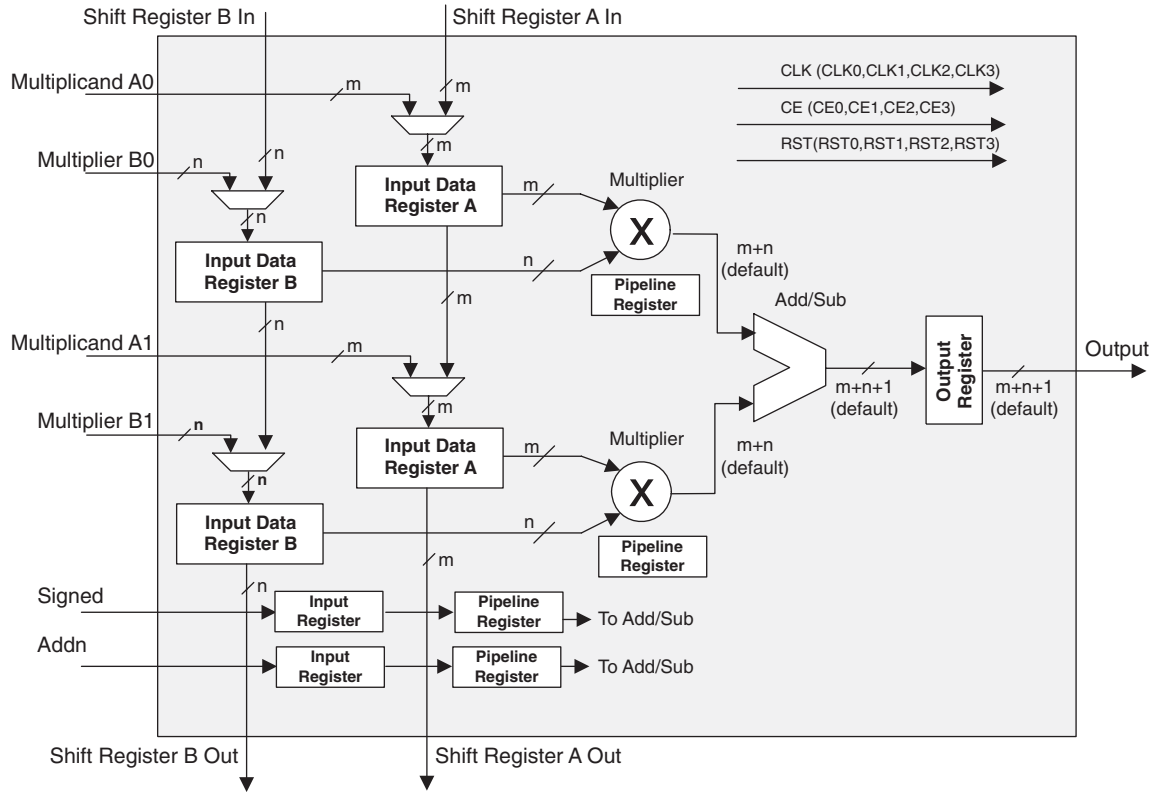 Shift Register B In
Shift Register A In
Multiplicand A0
m
m
CLK (CLK0,CLK1,CLK2,CLK3)
CE (CE0,CE1,CE2,CE3)
RST(RST0,RST1,RST2,RST3)
m
Multiplier B0
n
n
n
Input Data
Register A
m
Multiplier
X
Input Data
Register B
n
Pipeline
Register
m+n
(default)
m
n
Add/Sub
Multiplicand A1
m
m
Output
Register
Output
m+n+1
(default)
m+n+1
(default)
Multiplier B1
n
n
Input Data
Register A
m
Multiplier
X
m+n
(default)
Input Data
Register B
n
Pipeline
Register
m
n
Signed
Input
Register
Pipeline
Register
To Add/Sub
Addn
Input
Register
Pipeline
Register
To Add/Sub
Shift Register B Out
Shift Register A Out